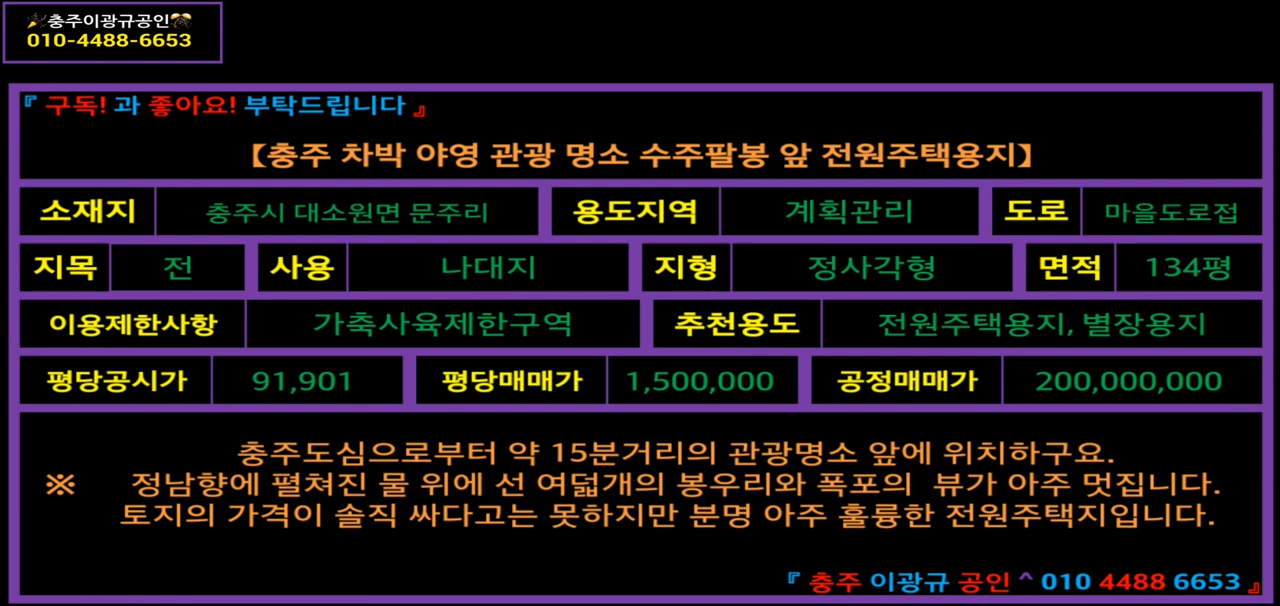 충주이광규공인
010-4488-6653
『 구독! 과 좋아요! 부탁드립니다 』
【충주 차박 야영 관광 명소 수주팔봉 앞 전원주택용지】
소재지 충주시 대소원면 문주리 용도지역 계획관리 도로 마을도로접
지목 전 사용 나대지 지형 정사각형 면적 134평
이용제한사항 가축사육제한구역 추천용도 전원주택용지, 별장용지
평당공시가 91,901 평당매매가 1,500,000 공정매매가 200,000,000
충주도심으로부터 약 15분거리의 관광명소 앞에 위치하구요.
※ 정남향에 펼쳐진 물 위에 선 여덟개의 봉우리와 폭포의 뷰가 아주 멋집니다.
토지의 가격이 솔직 싸다고는 못하지만 분명 아주 훌륭한 전원주택지입니다.
『 충주 이광규 공인 ^ 010 4488 6653 』